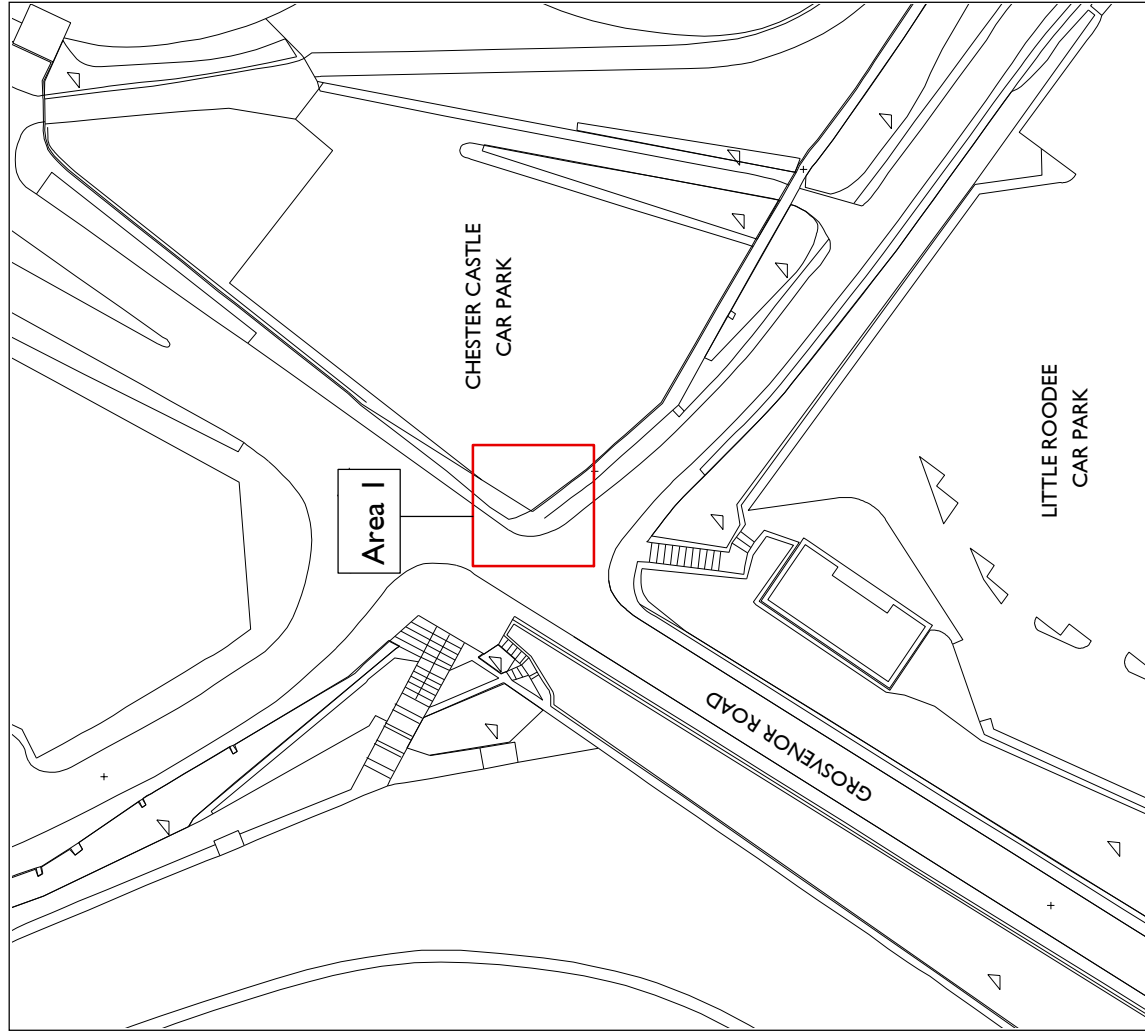 CHESTER CASTLE
CAR PARK
Area 1
LITTLE ROODEE
CAR PARK
GROSVENOR ROAD